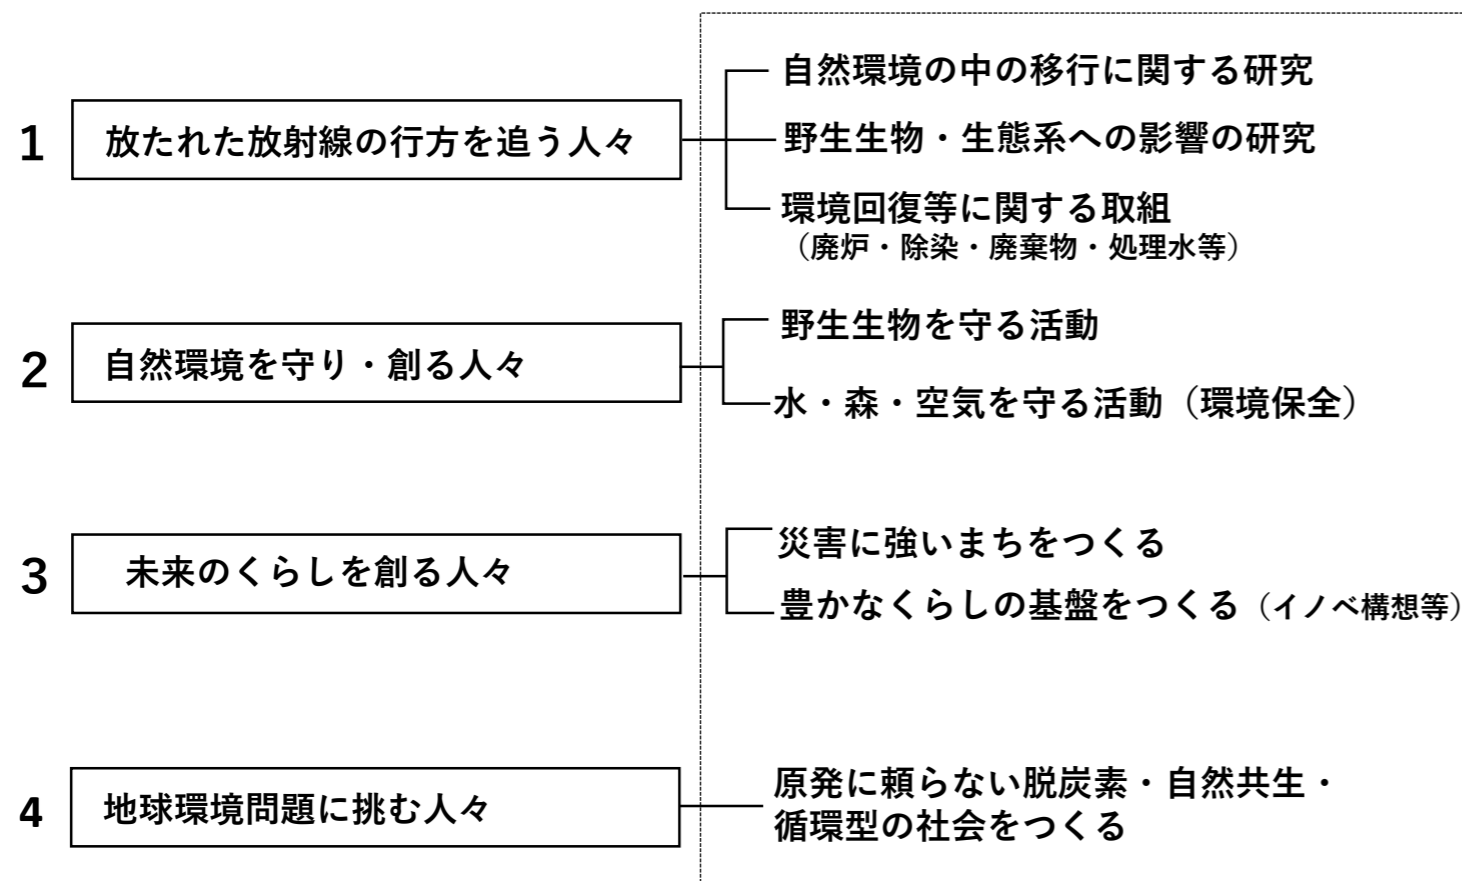 1
放たれた放射線の行方を追う人々
自然環境の中の移行に関する研究
野生生物・生態系への影響の研究
環境回復等に関する取組
（廃炉・除染・廃棄物・処理水等）
2
自然環境を守り・創る人々
野生生物を守る活動
水・森・空気を守る活動（環境保全）
3
未来のくらしを創る人々
災害に強いまちをつくる
豊かなくらしの基盤をつくる（イノベ構想等）
4
地球環境問題に挑む人々
原発に頼らない脱炭素・自然共生・
循環型の社会をつくる